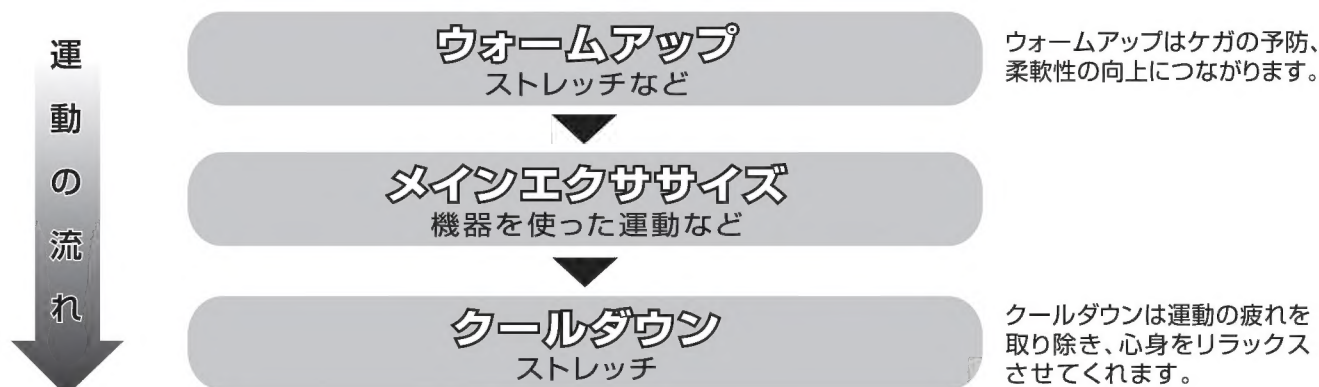 運動の流れ
ウォームアップ
ストレッチなど
ウォームアップはケガの予防、
柔軟性の向上につながります。
メインエクササイズ
機器を使った運動など
クールダウン
ストレッチ
クールダウンは運動の疲れを
取り除き、心身をリラックス
させてくれます。